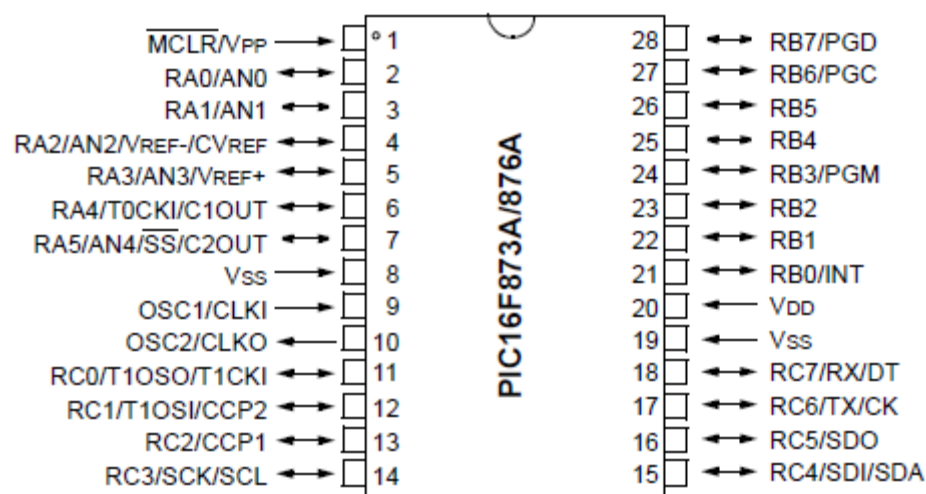 MCLR/VPP 1 28 RB7/PGD
RA0/AN0 2 27 RB6/PGC
RA1/AN1 3 26 RB5
RA2/AN2/VREF-/CVREF 4 25 RB4
RA3/AN3/VREF+ 5 24 RB3/PGM
RA4/T0CKI/C1OUT 6 23 RB2
RA5/AN4/SS/C2OUT 7 22 RB1
VSS 8 21 RB0/INT
OSC1/CLKI 9 20 VDD
OSC2/CLKO 10 19 VSS
RC0/T1OSO/T1CKI 11 18 RC7/RX/DT
RC1/T1OSI/CCP2 12 17 RC6/TX/CK
RC2/CCP1 13 16 RC5/SDO
RC3/SCK/SCL 14 15 RC4/SDI/SDA
PIC16F873A/876A